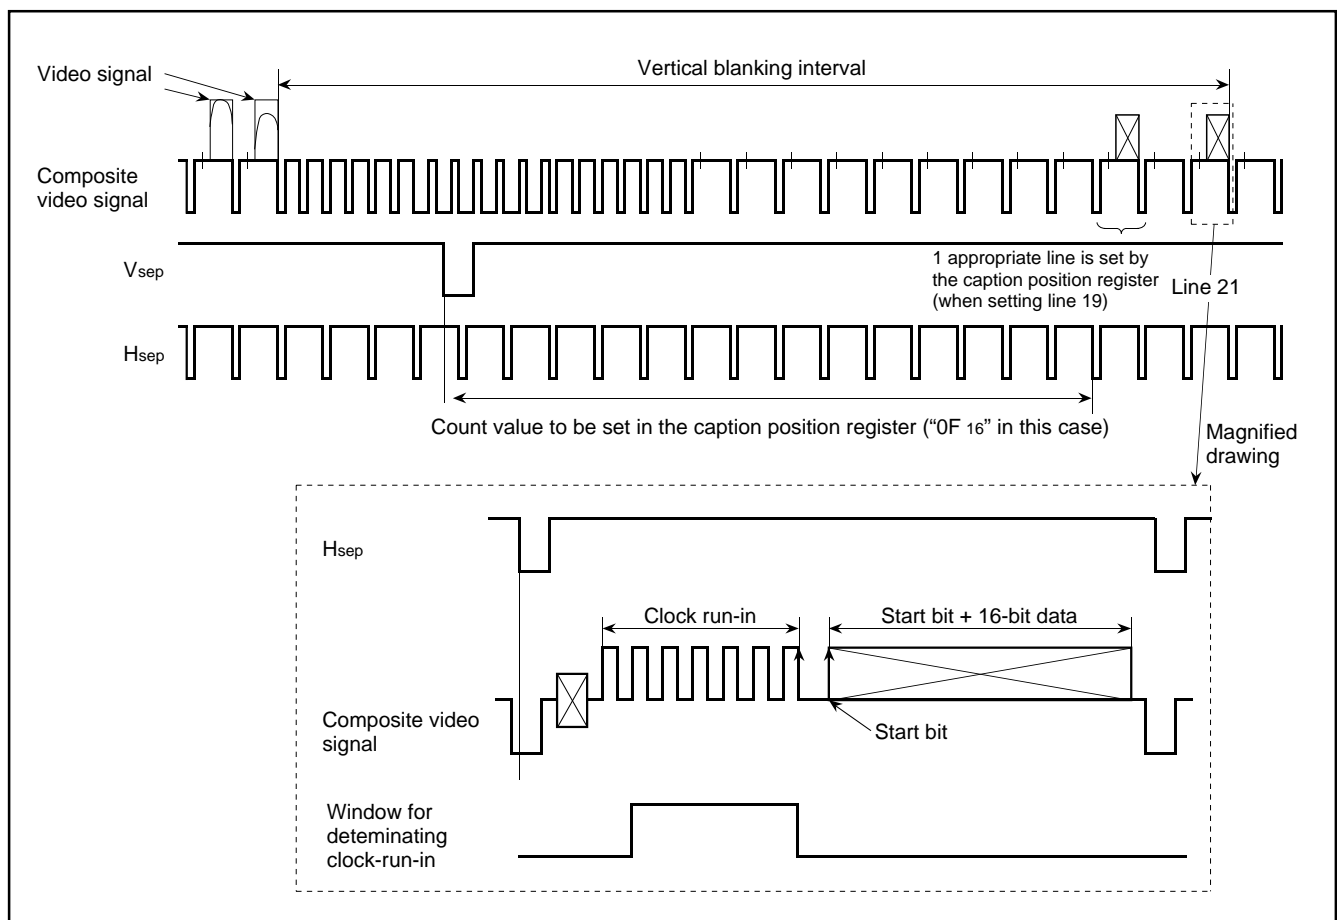 Video signal
Vertical blanking interval
Composite
video signal
Vsep
1 appropriate line is set by
the caption position register
(when setting line 19)
Line 21
Hsep
Count value to be set in the caption position register (“0F 16” in this case)
Magnified
drawing
Hsep
Clock run-in
Start bit + 16-bit data
Composite video
signal
Start bit
Window for
deteminating
clock-run-in